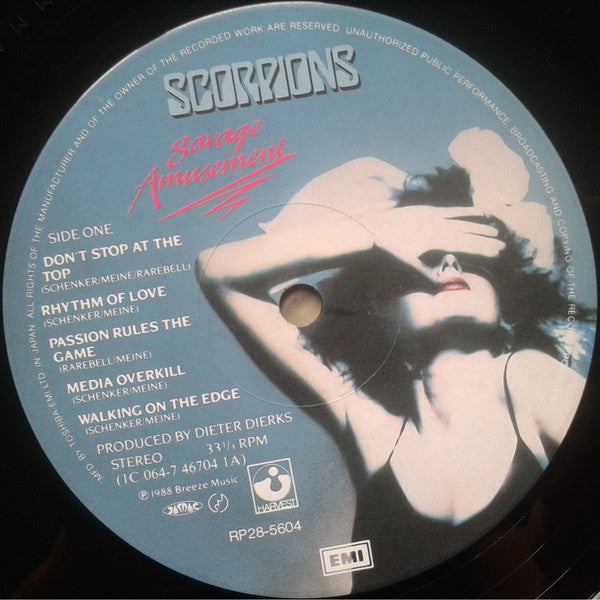 MFD BY TOSHIBA EMI LTD. IN JAPAN. ALL RIGHTS OF THE MANUFACTURER AND OF THE OWNER OF THE RECORDED WORK ARE RESERVED. UNAUTHORIZED PUBLIC PERFORMANCE, BROADCASTING AND COPYING OF THE
SCORPIONS
Savage
Amusement
SIDE ONE
DON'T STOP AT THE
TOP
(SCHENKER/MEINE/RAREBELL)
RHYTHM OF LOVE
(SCHENKER/MEINE)
PASSION RULES THE
GAME
(RAREBELL/MEINE)
MEDIA OVERKILL
(SCHENKER/MEINE)
WALKING ON THE EDGE
(SCHENKER/MEINE)
PRODUCED BY DIETER DIERKS
STEREO 33 1/3 RPM
(1C 064-7 46704 1A)
℗ 1988 Breeze Music
JASRAC
HARVEST
RP28-5604
EMI